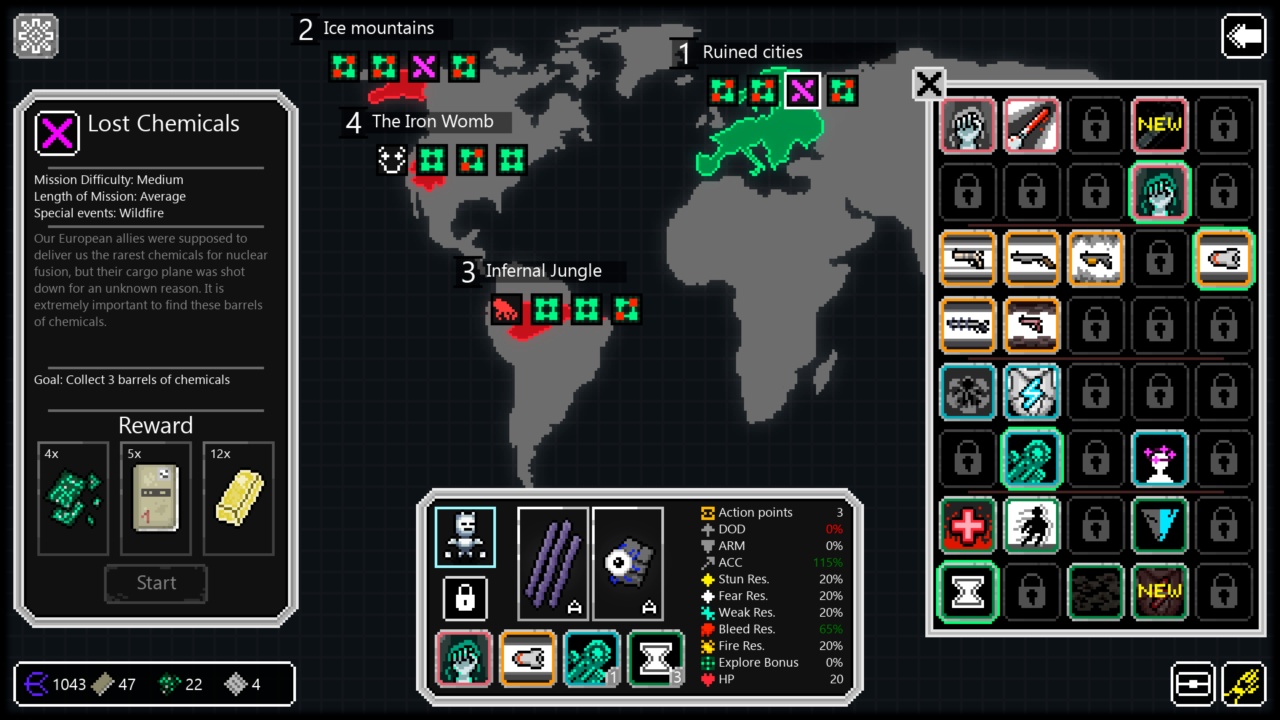 2 Ice mountains
1 Ruined cities
4 The Iron Womb
3 Infernal Jungle
Lost Chemicals
Mission Difficulty: Medium
Length of Mission: Average
Special events: Wildfire
Our European allies were supposed to
deliver us the rarest chemicals for nuclear
fusion, but their cargo plane was shot
down for an unknown reason. It is
extremely important to find these barrels
of chemicals.
Goal: Collect 3 barrels of chemicals
Reward
4x 5x 12x
Start
1043 47 22 4
A A
1 3
Action points 3
DOD 0%
ARM 0%
ACC 115%
Stun Res. 20%
Fear Res. 20%
Weak Res. 20%
Bleed Res. 65%
Fire Res. 20%
Explore Bonus 0%
HP 20
NEW
NEW